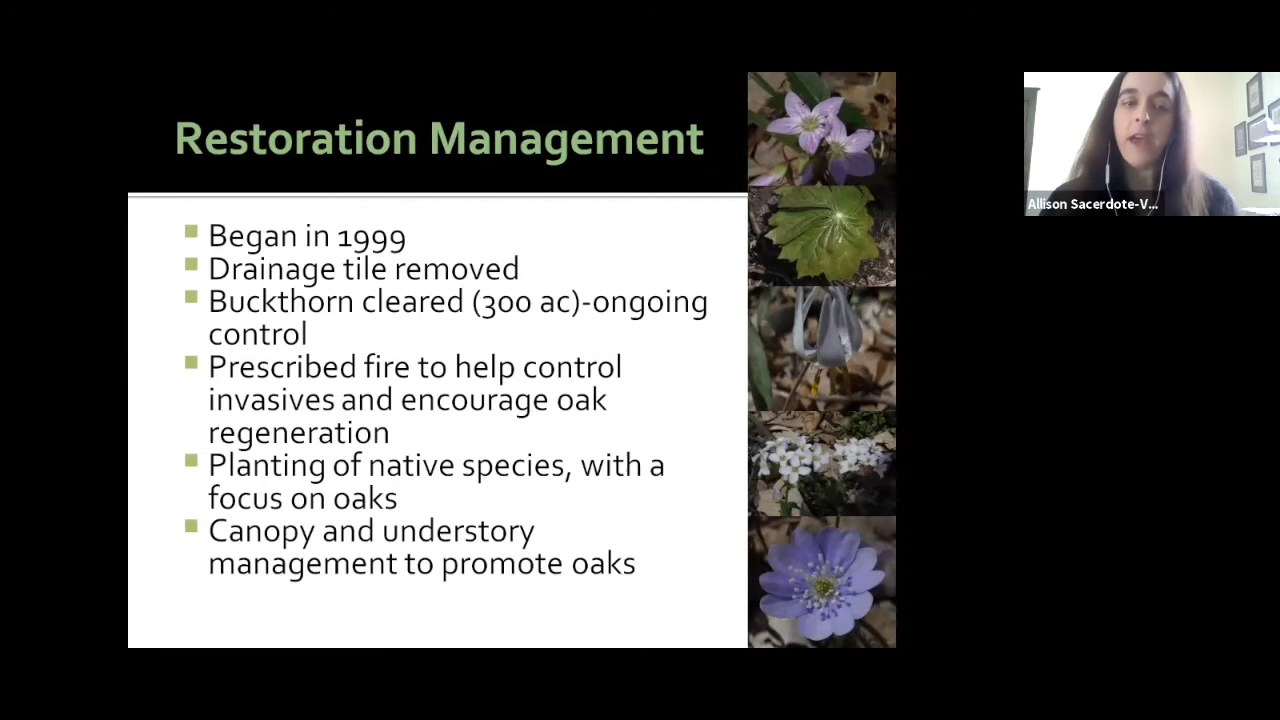 Restoration Management
Began in 1999
Drainage tile removed
Buckthorn cleared (300 ac)-ongoing
control
Prescribed fire to help control
invasives and encourage oak
regeneration
Planting of native species, with a
focus on oaks
Canopy and understory
management to promote oaks
Allison Sacerdote-V...